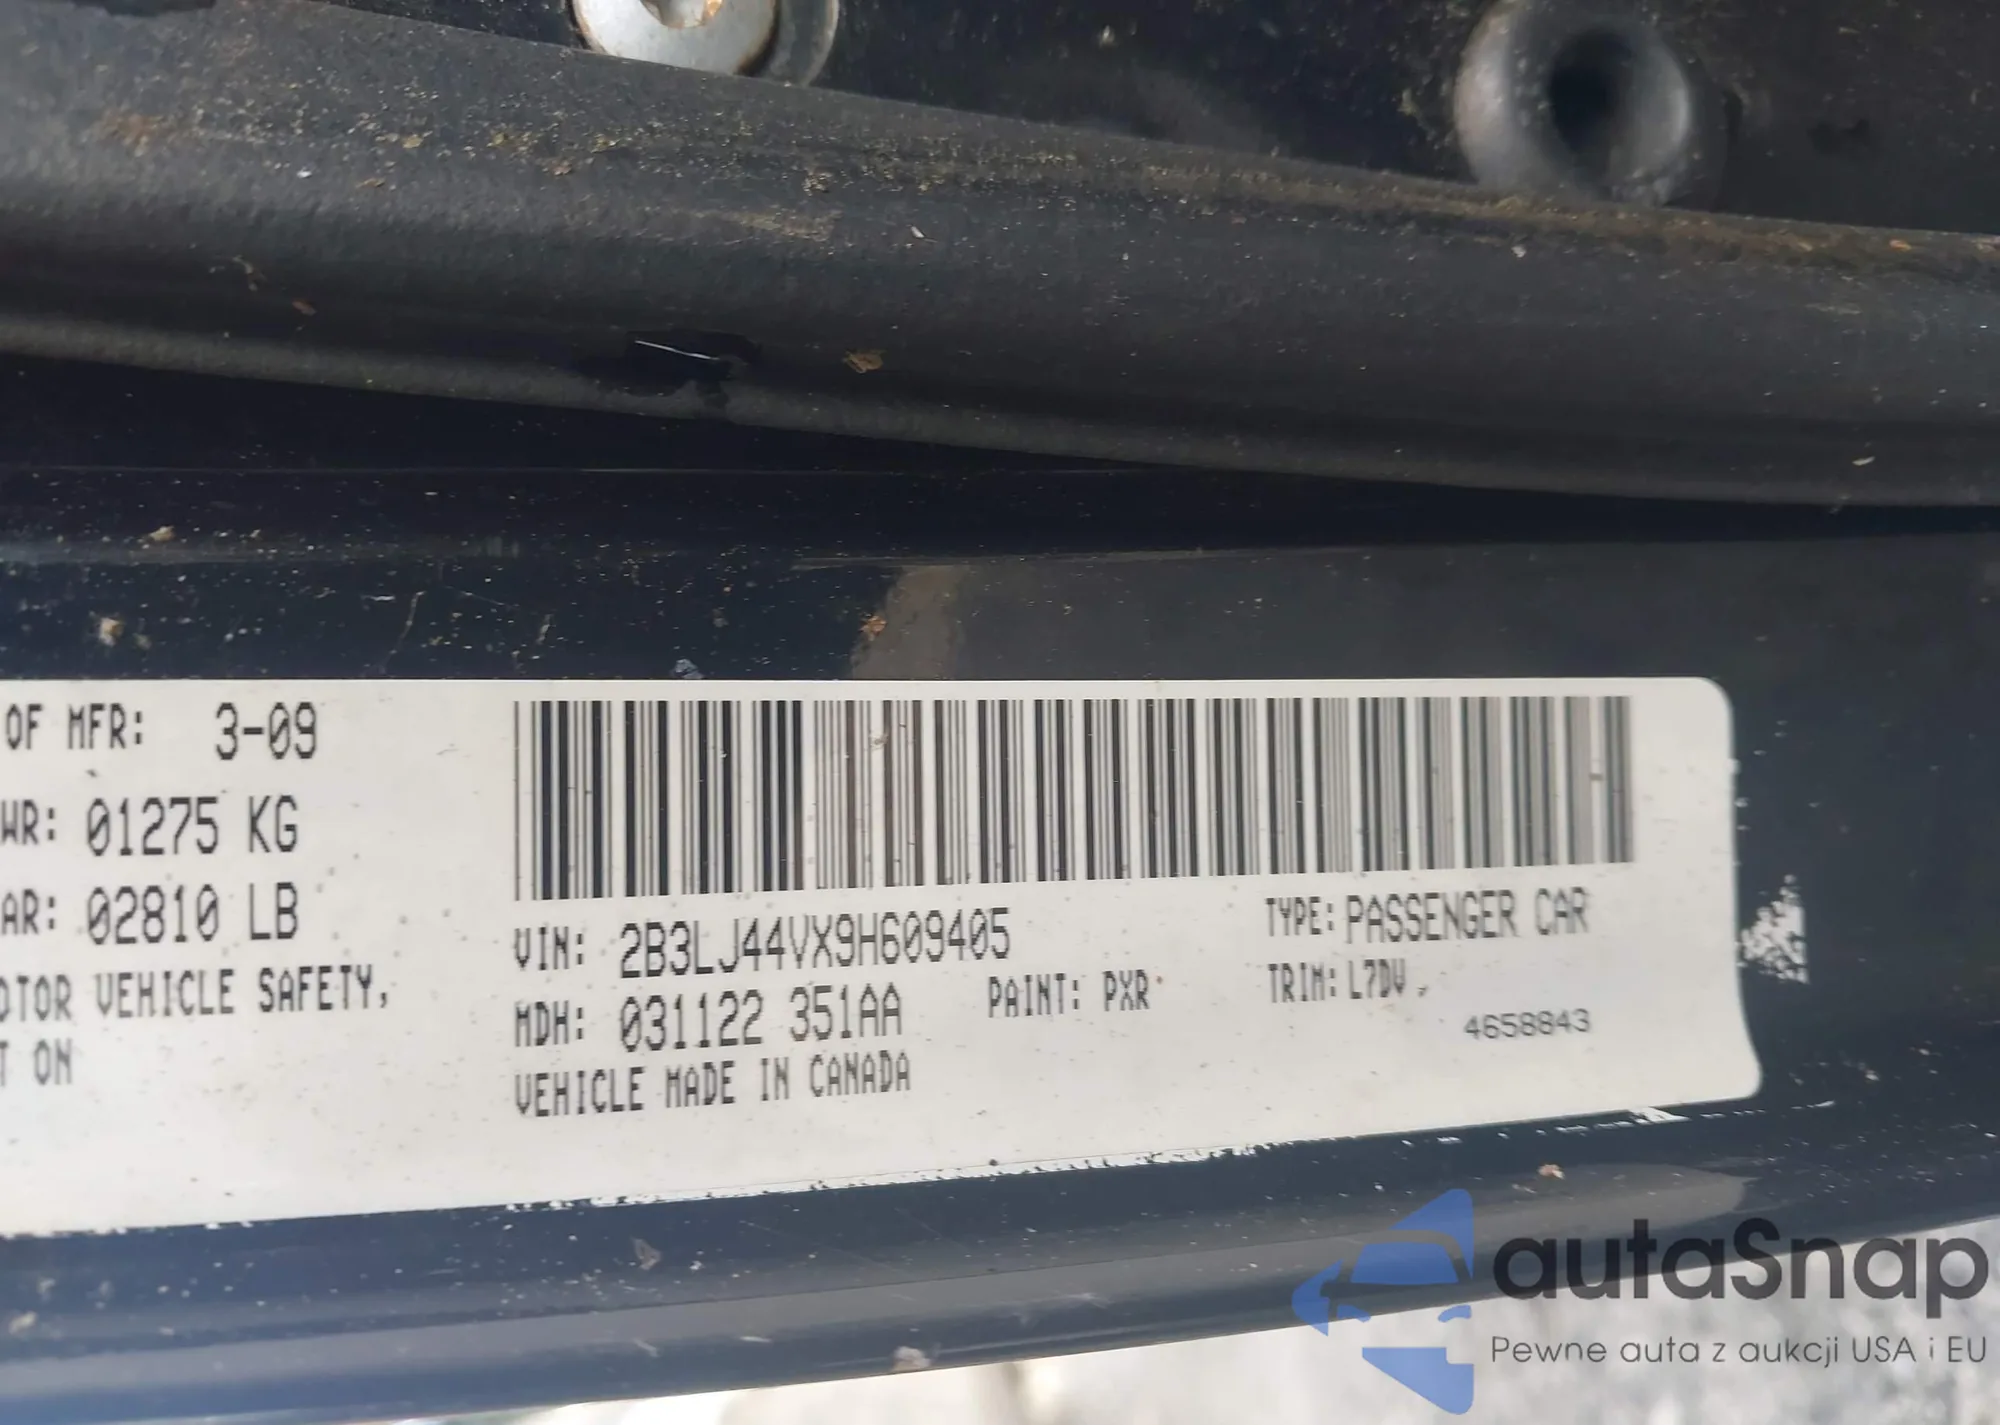 OF MFR: 3-09
WR: 01275 KG
AR: 02810 LB
OTOR VEHICLE SAFETY,
T ON
VIN: 2B3LJ44VX9H609405
TYPE: PASSENGER CAR
MDH: 031122 351AA
PAINT: PXR
TRIM: L7DV
4658843
VEHICLE MADE IN CANADA
autaSnap
Pewne auta z aukcji USA i EU